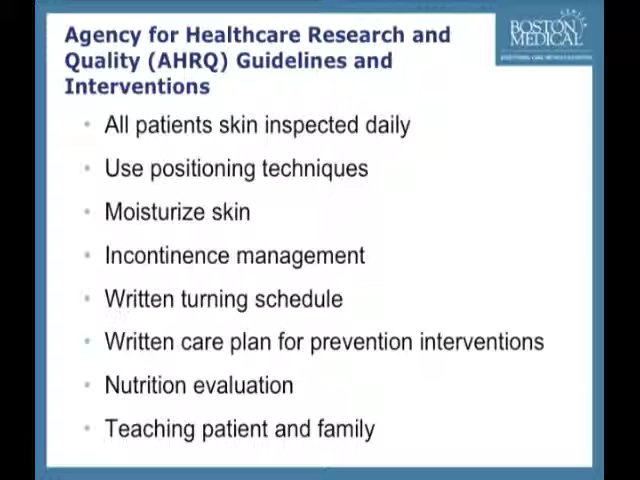 Agency for Healthcare Research and
Quality (AHRQ) Guidelines and
Interventions
BOSTON
MEDICAL
CENTER
• All patients skin inspected daily
• Use positioning techniques
• Moisturize skin
• Incontinence management
• Written turning schedule
• Written care plan for prevention interventions
• Nutrition evaluation
• Teaching patient and family